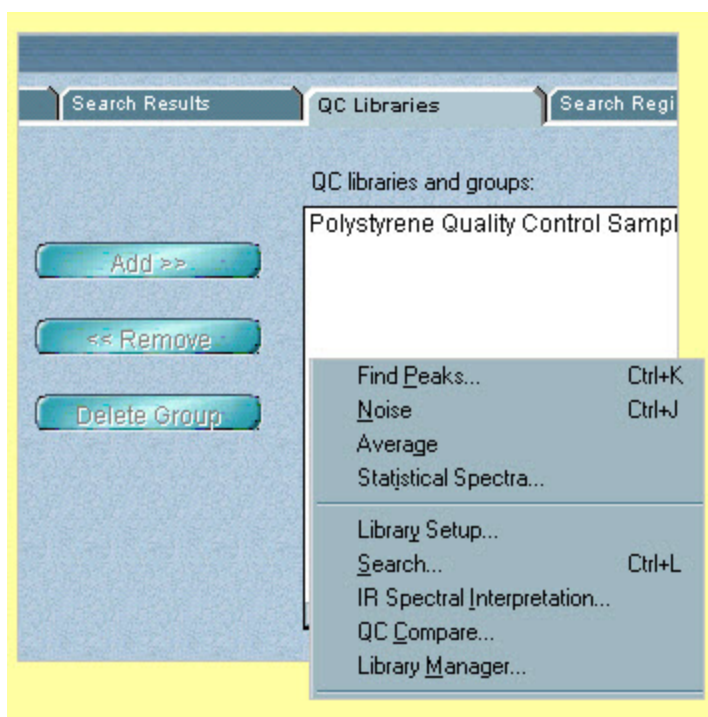 Search Results
QC Libraries
Search Regi
QC libraries and groups:
Polystyrene Quality Control Sampl
Add >>
<< Remove
Delete Group
Find Peaks... Ctrl+K
Noise Ctrl+J
Average
Statistical Spectra...
Library Setup...
Search... Ctrl+L
IR Spectral Interpretation...
QC Compare...
Library Manager...